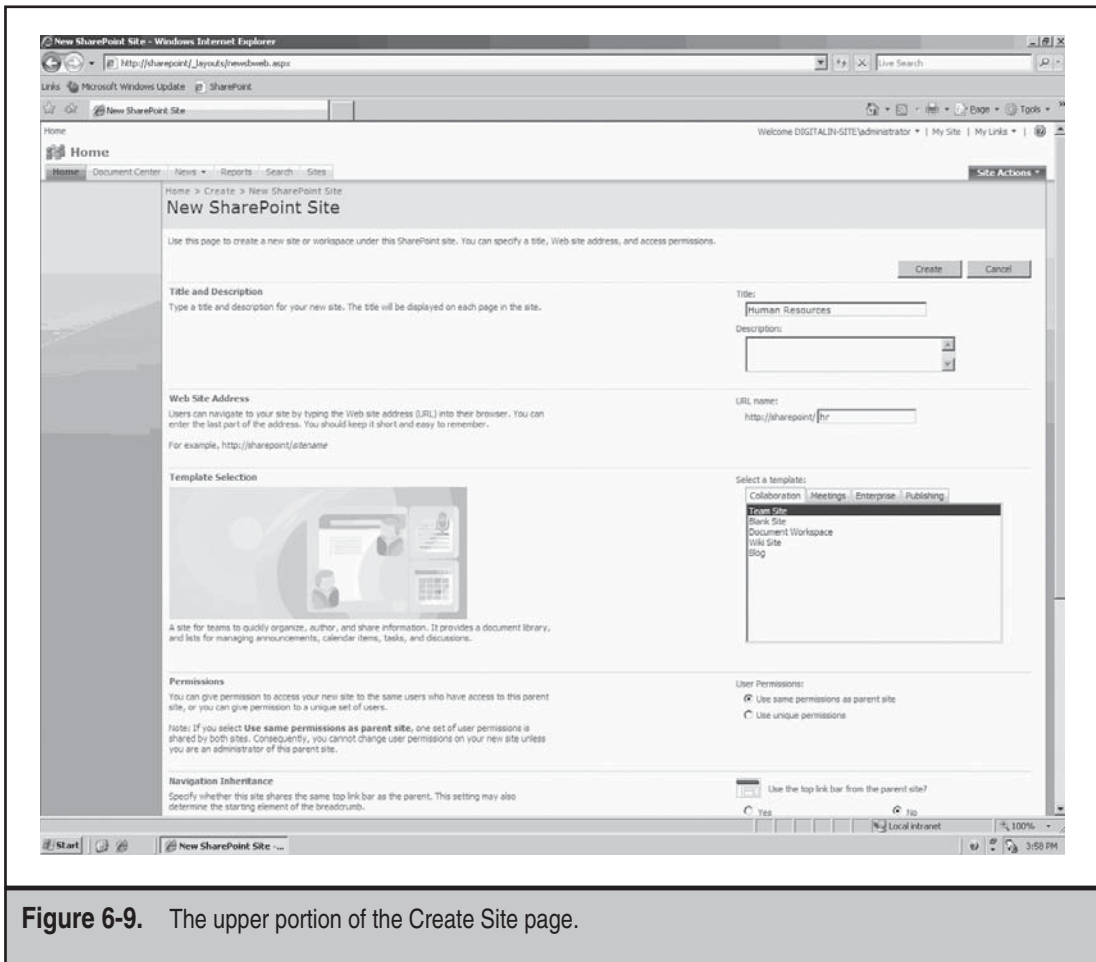 New SharePoint Site - Windows Internet Explorer
http://sharepoint/_layouts/newsbweb.aspx
Live Search
Links Microsoft Windows Update SharePoint
New SharePoint Site
Page Tools
Home
Welcome DIGITALIN-SITE\administrator | My Site | My Links |
Home
Home Document Center News Reports Search Sites
Site Actions
Home > Create > New SharePoint Site
New SharePoint Site
Use this page to create a new site or workspace under this SharePoint site. You can specify a title, Web site address, and access permissions.
Create Cancel
Title and Description
Type a title and description for your new site. The title will be displayed on each page in the site.
Title:
Human Resources
Description:
Web Site Address
Users can navigate to your site by typing the Web site address (URL) into their browser. You can
enter the last part of the address. You should keep it short and easy to remember.
For example, http://sharepoint/sitename
URL name:
http://sharepoint/ hr
Template Selection
Select a template:
Collaboration Meetings Enterprise Publishing
Team Site
Blank Site
Document Workspace
Wiki Site
Blog
A site for teams to quickly organize, author, and share information. It provides a document library,
and lists for managing announcements, calendar items, tasks, and discussions.
Permissions
You can give permission to access your new site to the same users who have access to this parent
site, or you can give permission to a unique set of users.
Note: If you select Use same permissions as parent site, one set of user permissions is
shared by both sites. Consequently, you cannot change user permissions on your new site unless
you are an administrator of this parent site.
User Permissions:
Use same permissions as parent site
Use unique permissions
Navigation Inheritance
Specify whether this site shares the same top link bar as the parent. This setting may also
determine the starting element of the breadcrumb.
Use the top link bar from the parent site?
Yes No
Local intranet 100%
Start New SharePoint Site -... 3:58 PM
Figure 6-9. The upper portion of the Create Site page.